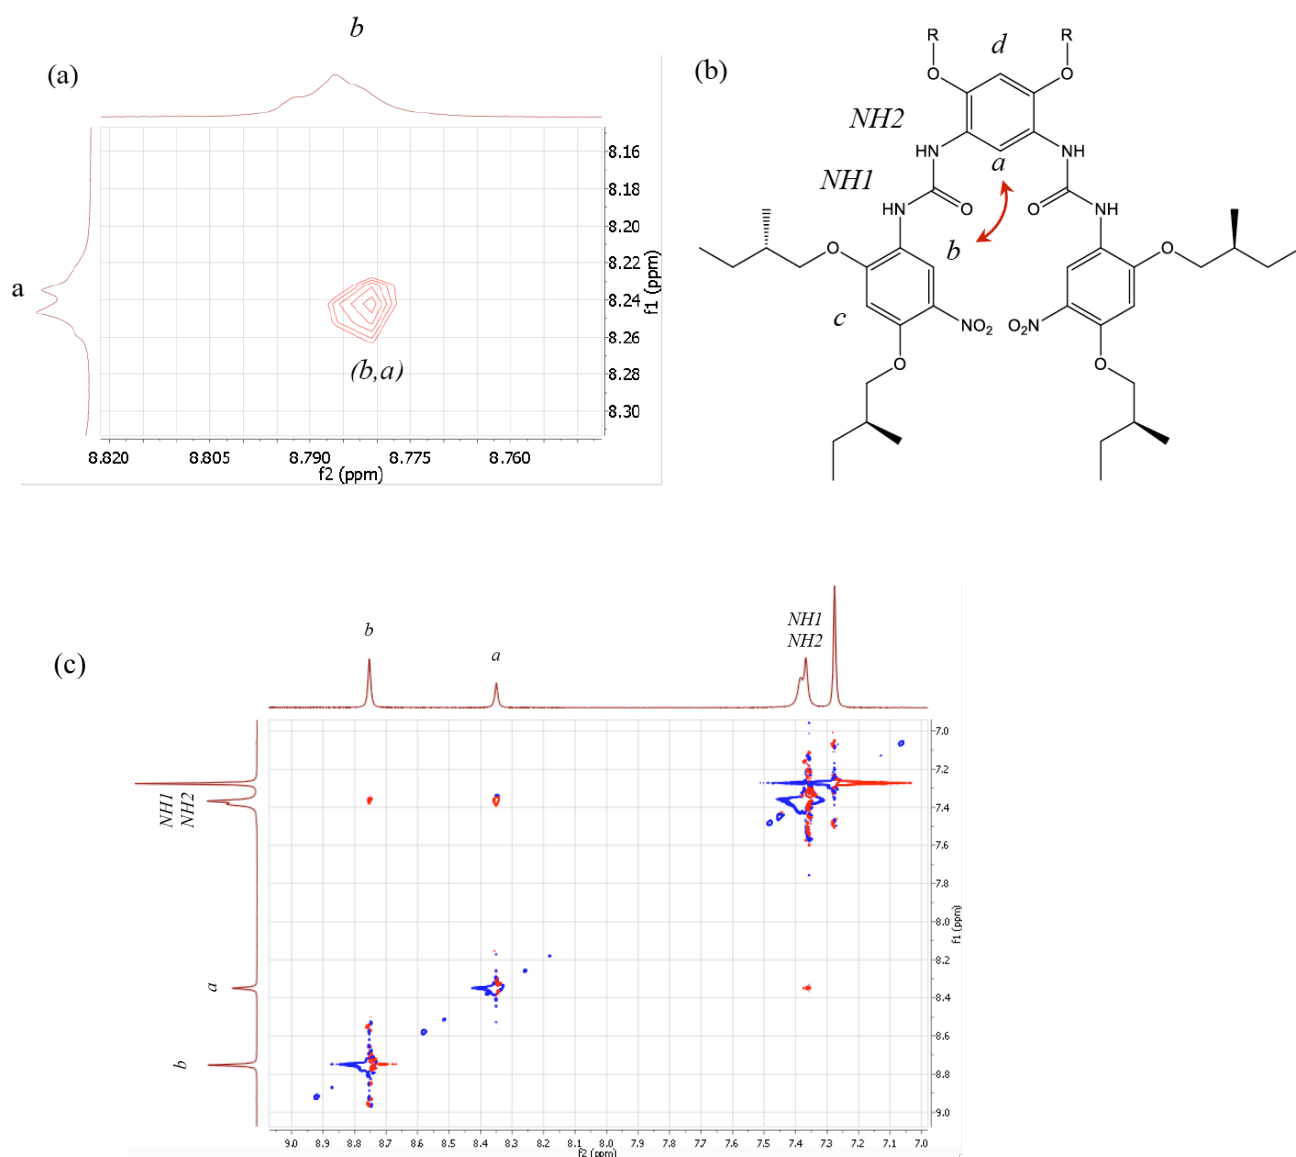 b
(a)
8.16
8.18
8.20
8.22
8.24
8.26
8.28
8.30
f1 (ppm)
a
(b,a)
8.820 8.805 8.790 8.775 8.760
f2 (ppm)
(b)
R R
d
O O
NH2
HN NH
a
NH1
HN O O NH
b
O O
c
NO2 O2N
O O
(c)
b
a
NH1
NH2
NH1
NH2
a
b
7.0
7.2
7.4
7.6
7.8
8.0
8.2
8.4
8.6
8.8
9.0
f1 (ppm)
9.0 8.9 8.8 8.7 8.6 8.5 8.4 8.3 8.2 8.1 8.0 7.9 7.8 7.7 7.6 7.5 7.4 7.3 7.2 7.1 7.0
f2 (ppm)